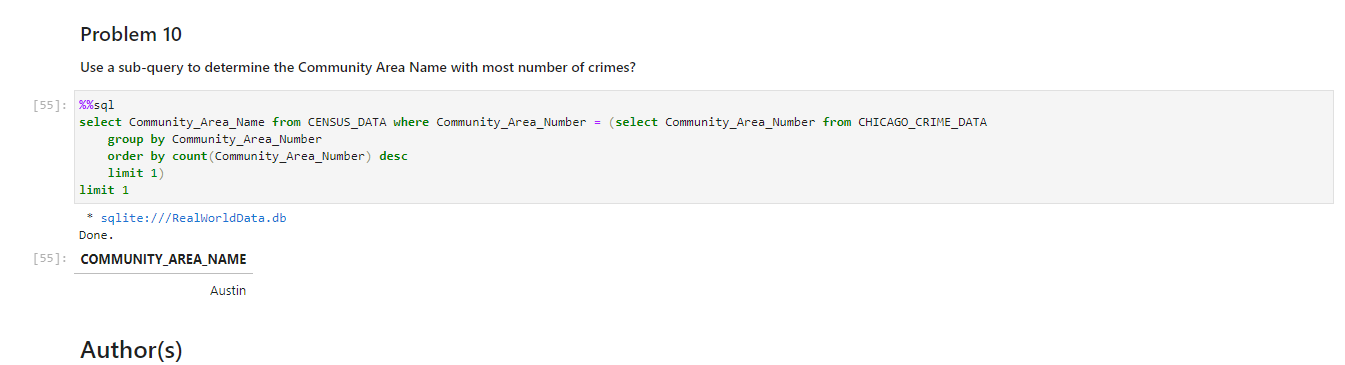 Problem 10
Use a sub-query to determine the Community Area Name with most number of crimes?
[55]: %%sql
select Community_Area_Name from CENSUS_DATA where Community_Area_Number = (select Community_Area_Number from CHICAGO_CRIME_DATA
    group by Community_Area_Number
    order by count(Community_Area_Number) desc
    limit 1)
limit 1
 * sqlite:///RealWorldData.db
Done.
[55]: COMMUNITY_AREA_NAME
Austin
Author(s)